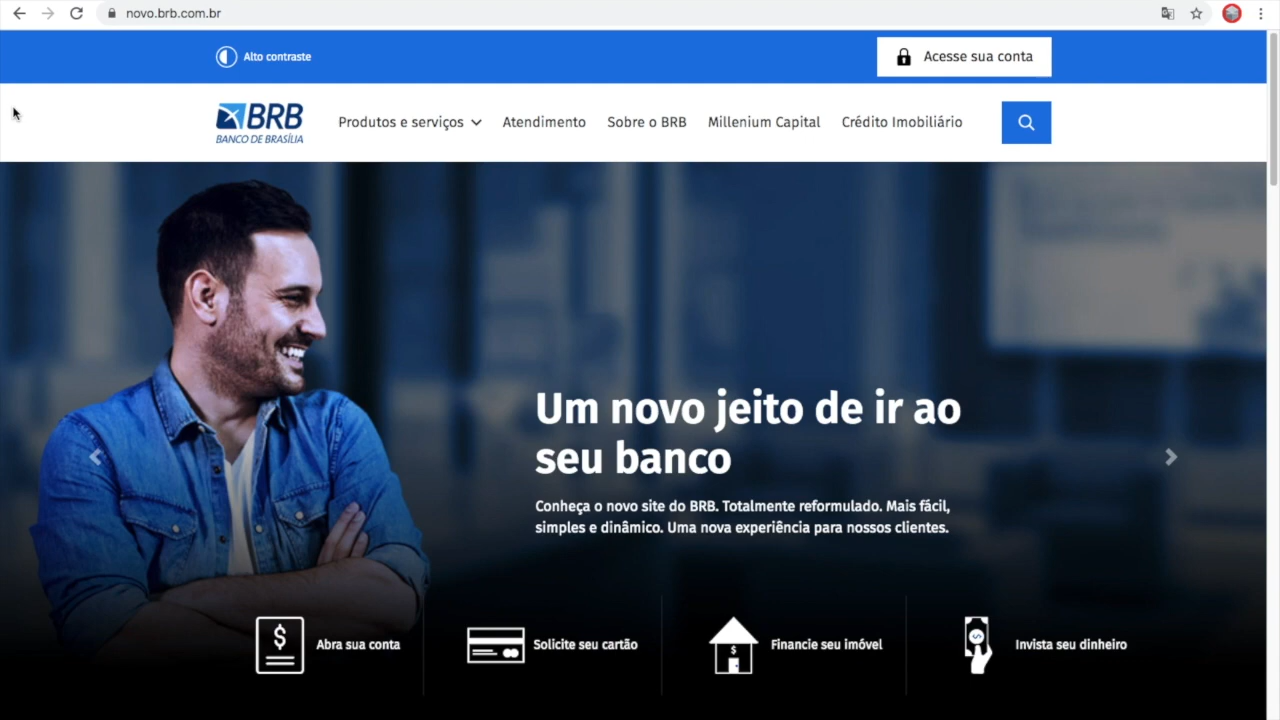 novo.brb.com.br
Alto contraste
Acesse sua conta
BRB
BANCO DE BRASÍLIA
Produtos e serviços
Atendimento
Sobre o BRB
Millenium Capital
Crédito Imobiliário
Um novo jeito de ir ao
seu banco
Conheça o novo site do BRB. Totalmente reformulado. Mais fácil,
simples e dinâmico. Uma nova experiência para nossos clientes.
$
Abra sua conta
Solicite seu cartão
$
Financie seu imóvel
$
Invista seu dinheiro